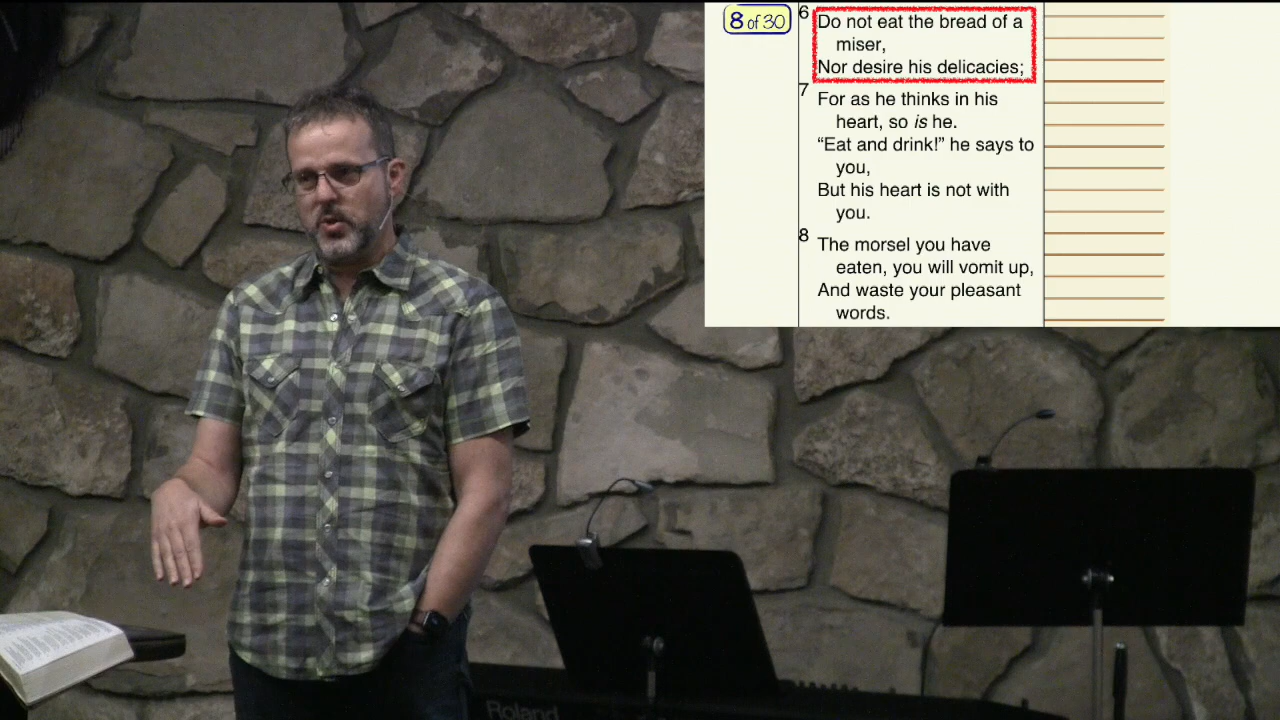 8 of 30
6 Do not eat the bread of a
miser,
Nor desire his delicacies;
7 For as he thinks in his
heart, so is he.
“Eat and drink!” he says to
you,
But his heart is not with
you.
8 The morsel you have
eaten, you will vomit up,
And waste your pleasant
words.
Roland